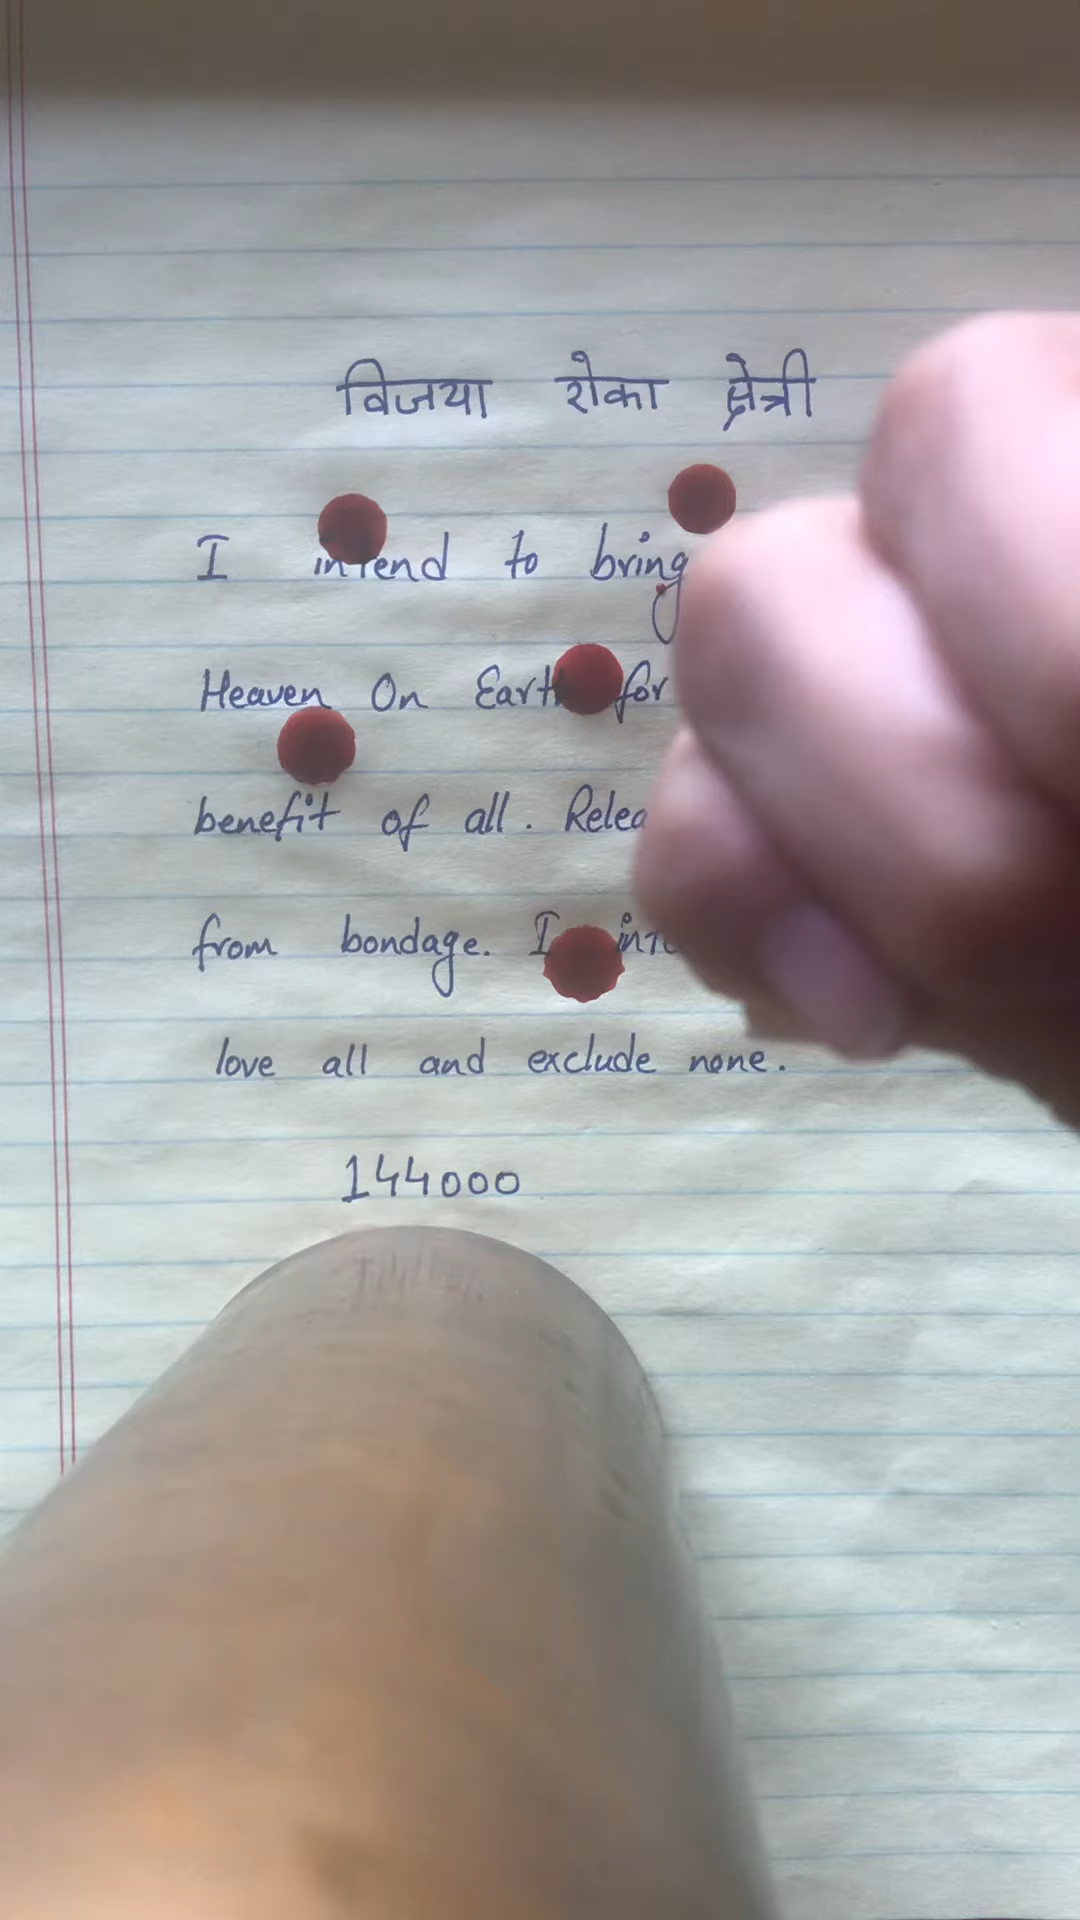 विजया रोका क्षेत्री
I intend to bring
Heaven On Earth for
benefit of all.
from bondage. I
love all and exclude none.
144000